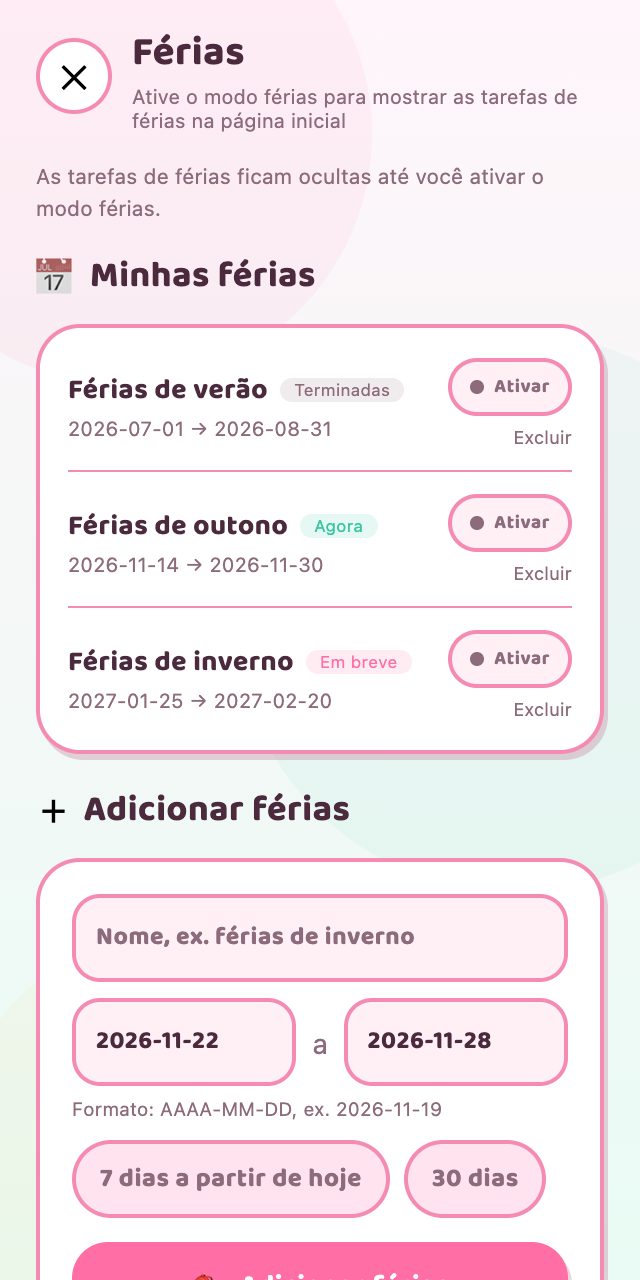 Férias
Ative o modo férias para mostrar as tarefas de
férias na página inicial
As tarefas de férias ficam ocultas até você ativar o
modo férias.
JUL
17
Minhas férias
Férias de verão
Terminadas
Ativar
2026-07-01 → 2026-08-31
Excluir
Férias de outono
Agora
Ativar
2026-11-14 → 2026-11-30
Excluir
Férias de inverno
Em breve
Ativar
2027-01-25 → 2027-02-20
Excluir
+ Adicionar férias
Nome, ex. férias de inverno
2026-11-22 a 2026-11-28
Formato: AAAA-MM-DD, ex. 2026-11-19
7 dias a partir de hoje
30 dias